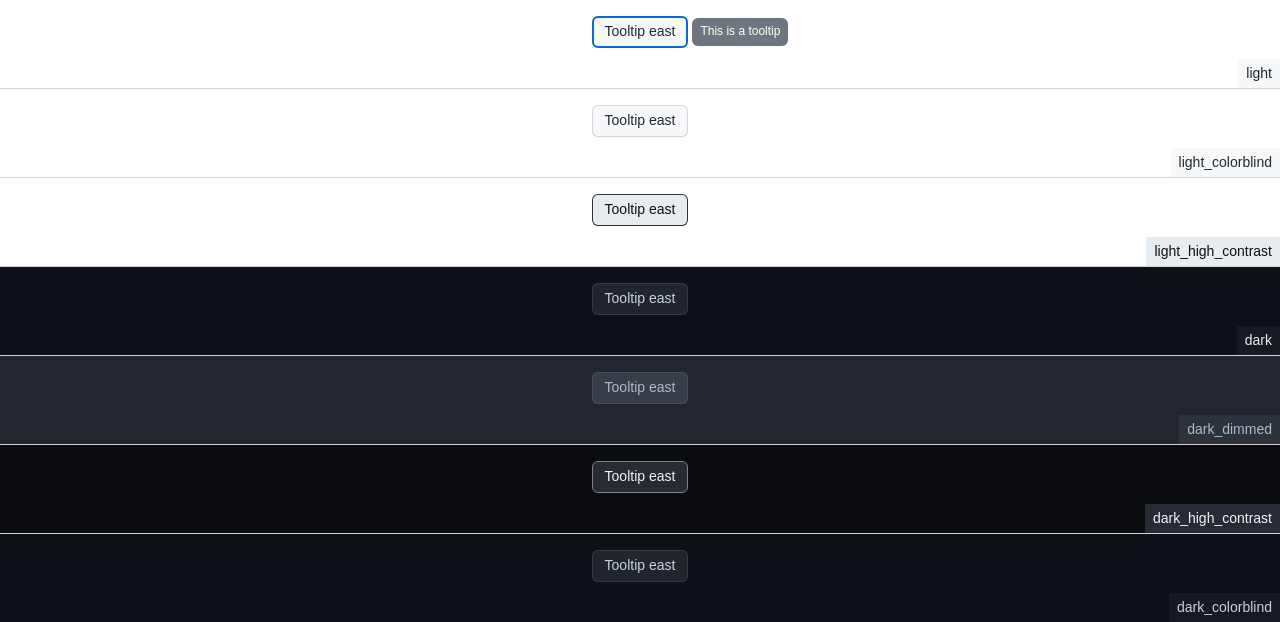 Tooltip east
This is a tooltip
light
Tooltip east
light_colorblind
Tooltip east
light_high_contrast
Tooltip east
dark
Tooltip east
dark_dimmed
Tooltip east
dark_high_contrast
Tooltip east
dark_colorblind